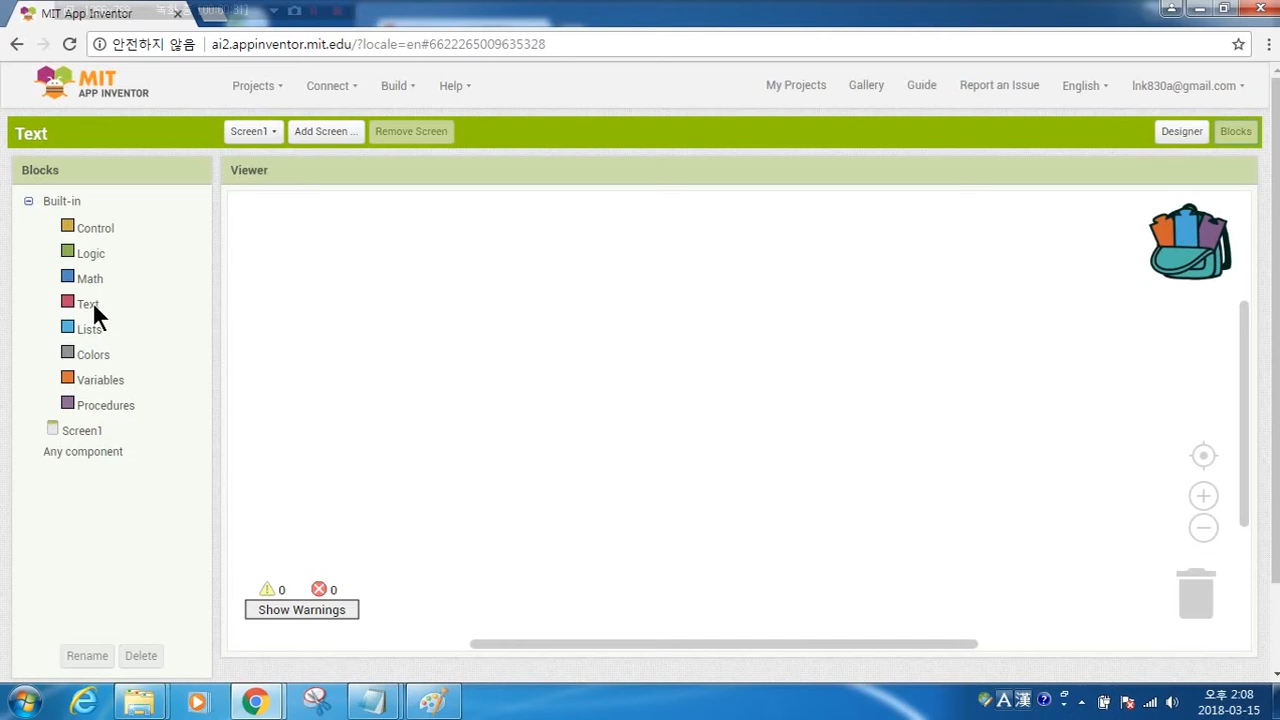 MIT App Inventor
안전하지 않음 ai2.appinventor.mit.edu/?locale=en#6622265009635328
MIT
APP INVENTOR
Projects Connect Build Help My Projects Gallery Guide Report an Issue English lnk830a@gmail.com
Text Screen1 Add Screen ... Remove Screen Designer Blocks
Blocks Viewer
Built-in
Control
Logic
Math
Text
Lists
Colors
Variables
Procedures
Screen1
Any component
0 0
Show Warnings
Rename Delete
A 漢 오후 2:08
2018-03-15